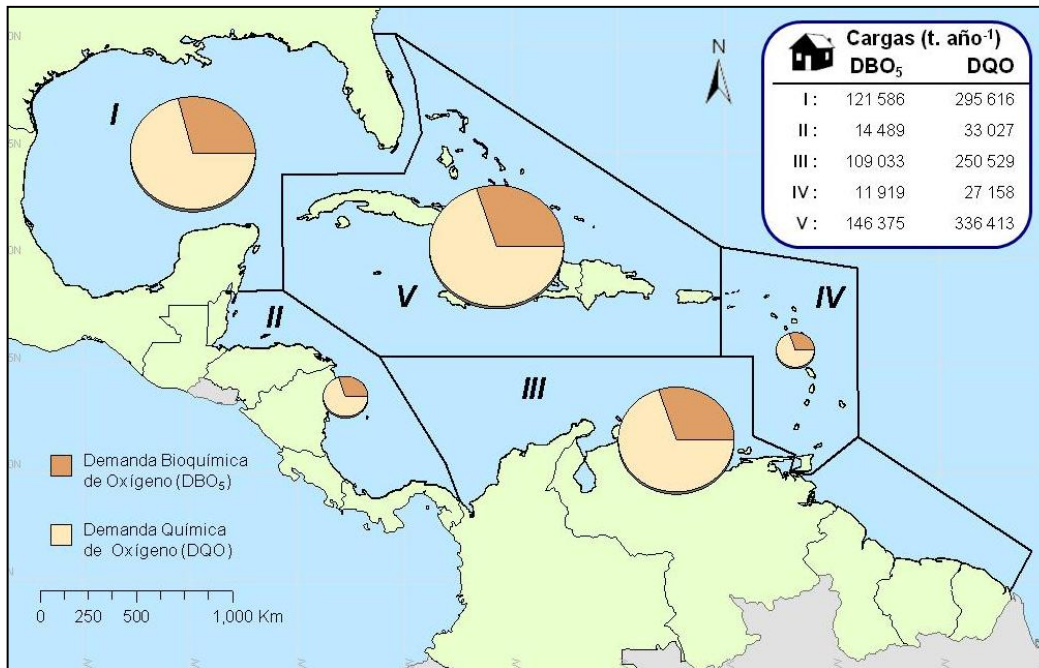 Cargas (t. año-1)
DBO5 DQO
I : 121 586 295 616
II : 14 489 33 027
III : 109 033 250 529
IV : 11 919 27 158
V : 146 375 336 413
N
I
II
III
IV
V
Demanda Bioquímica
de Oxígeno (DBO5)
Demanda Química
de Oxígeno (DQO)
0 250 500 1,000 Km